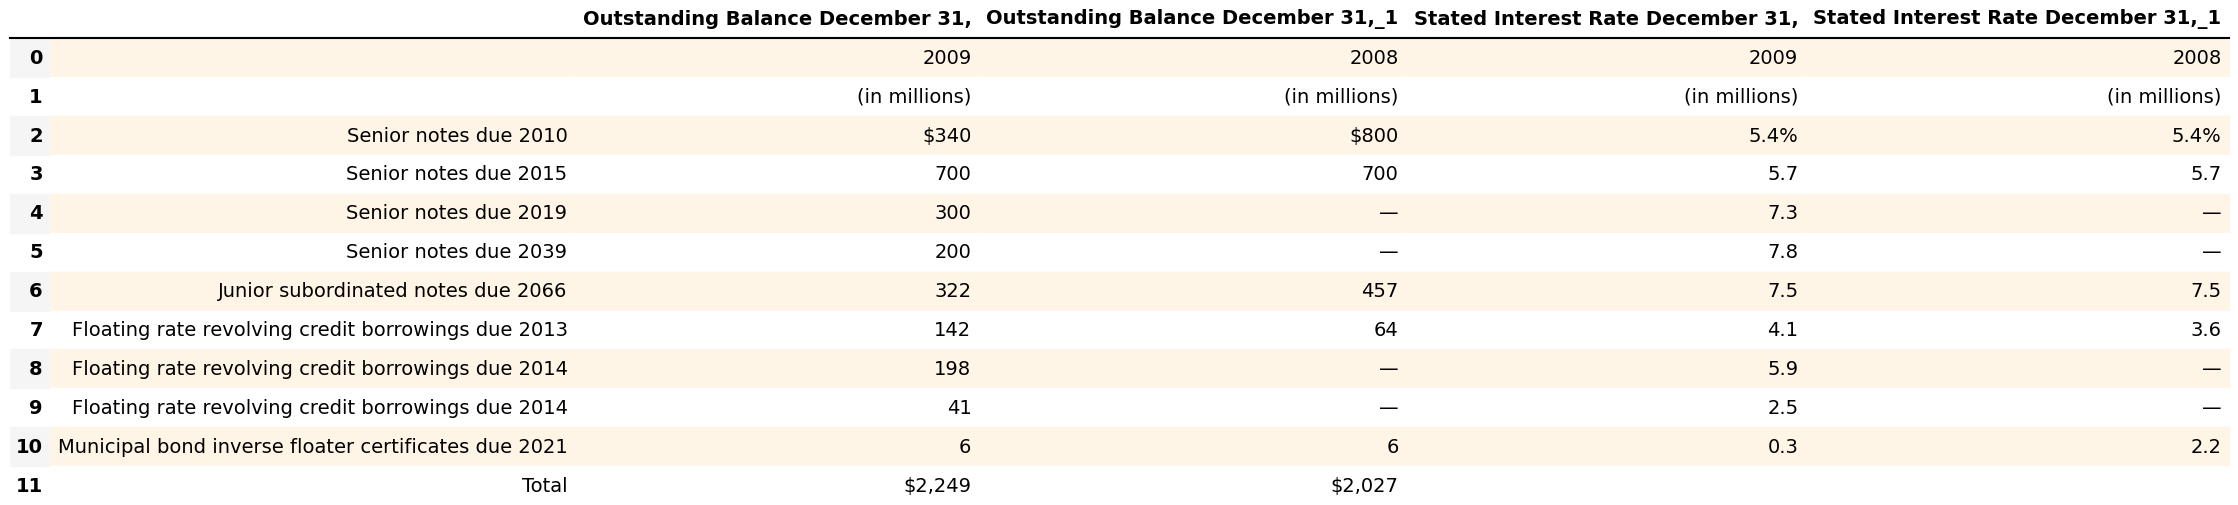 Outstanding Balance December 31, Outstanding Balance December 31,_1 Stated Interest Rate December 31, Stated Interest Rate December 31,_1
0 2009 2008 2009 2008
1 (in millions) (in millions) (in millions) (in millions)
2 Senior notes due 2010 $340 $800 5.4% 5.4%
3 Senior notes due 2015 700 700 5.7 5.7
4 Senior notes due 2019 300 — 7.3 —
5 Senior notes due 2039 200 — 7.8 —
6 Junior subordinated notes due 2066 322 457 7.5 7.5
7 Floating rate revolving credit borrowings due 2013 142 64 4.1 3.6
8 Floating rate revolving credit borrowings due 2014 198 — 5.9 —
9 Floating rate revolving credit borrowings due 2014 41 — 2.5 —
10 Municipal bond inverse floater certificates due 2021 6 6 0.3 2.2
11 Total $2,249 $2,027